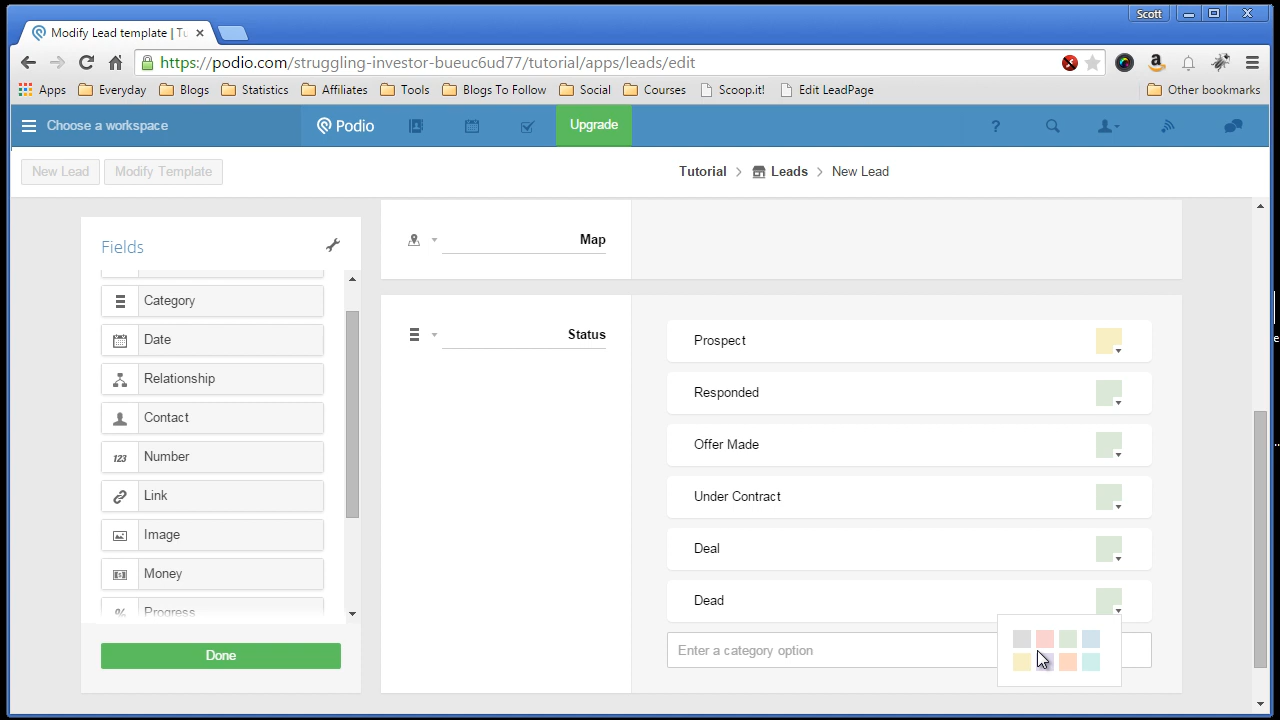 Scott
Modify Lead template | Tu
https://podio.com/struggling-investor-bueuc6ud77/tutorial/apps/leads/edit
Apps Everyday Blogs Statistics Affiliates Tools Blogs To Follow Social Courses Scoop.it! Edit LeadPage Other bookmarks
Choose a workspace Podio Upgrade ?
New Lead Modify Template Tutorial > Leads > New Lead
Fields
Category
Date
Relationship
Contact
123 Number
Link
Image
Money
% Progress
Done
Map
Status
Prospect
Responded
Offer Made
Under Contract
Deal
Dead
Enter a category option